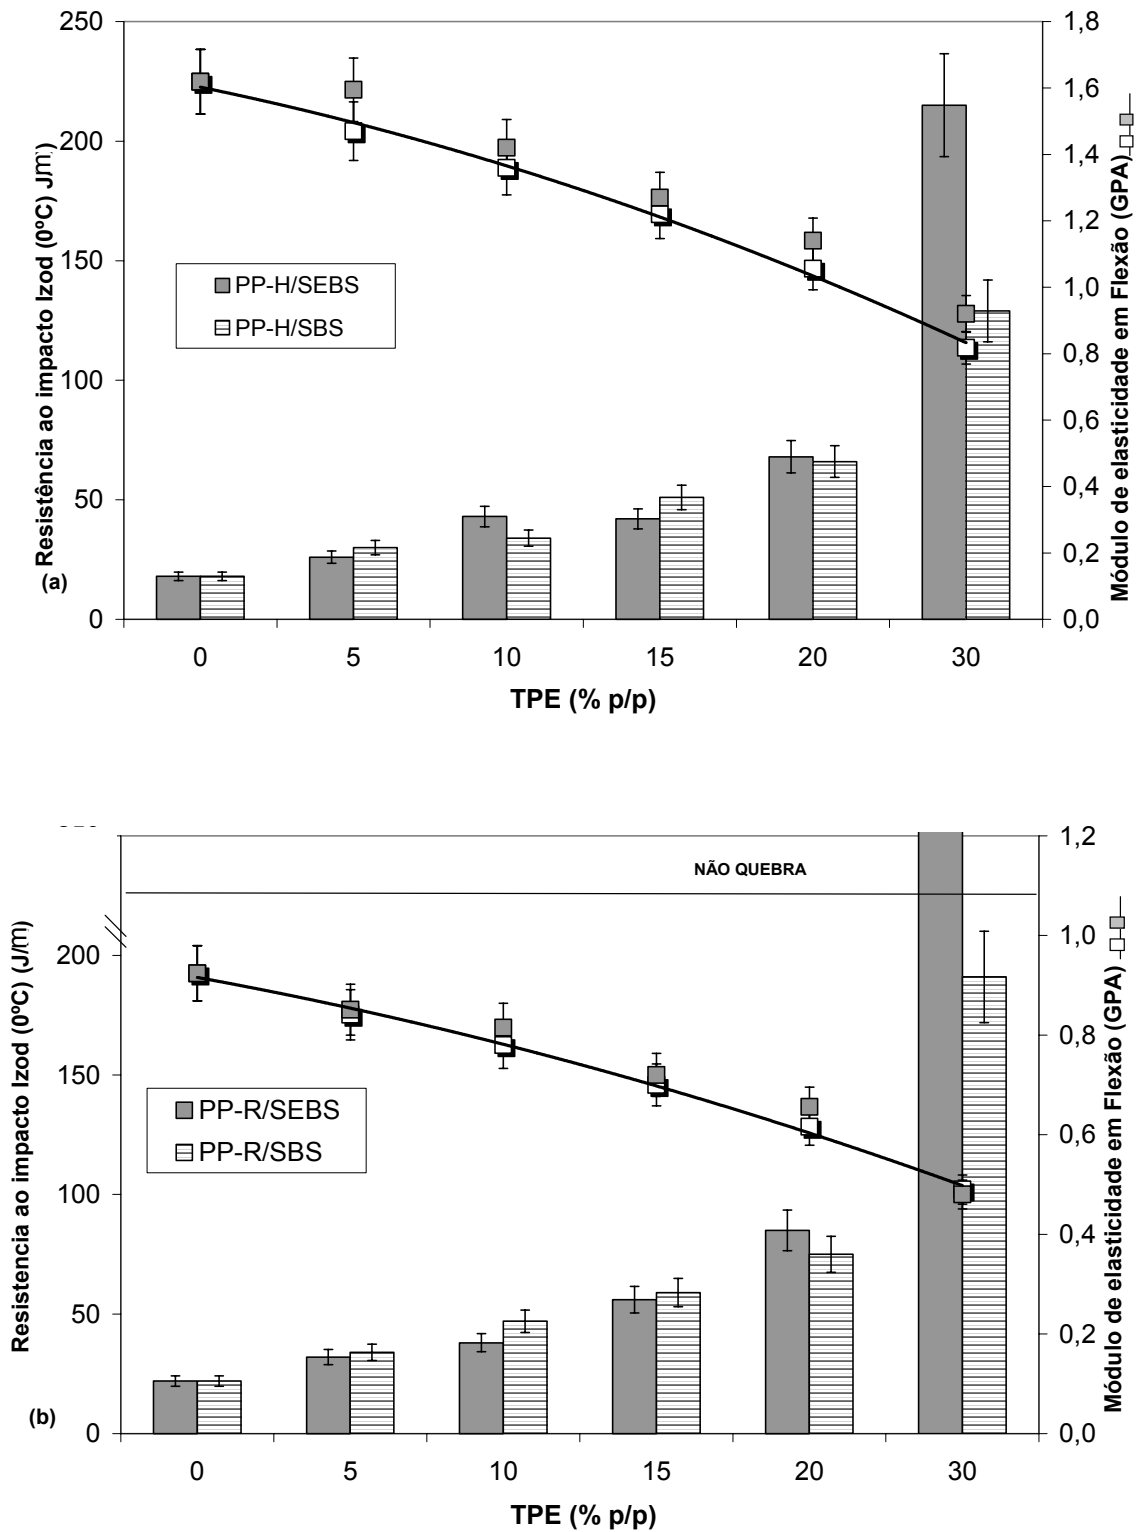 250
200
150
100
50
0
Resistência ao impacto Izod (0ºC) J/m
(a)
PP-H/SEBS
PP-H/SBS
1,8
1,6
1,4
1,2
1,0
0,8
0,6
0,4
0,2
0,0
Módulo de elasticidade em Flexão (GPA)
0 5 10 15 20 30
TPE (% p/p)
NÃO QUEBRA
200
150
100
50
0
Resistencia ao impacto Izod (0ºC) (J/m)
(b)
PP-R/SEBS
PP-R/SBS
1,2
1,0
0,8
0,6
0,4
0,2
0,0
Módulo de elasticidade em Flexão (GPA)
0 5 10 15 20 30
TPE (% p/p)